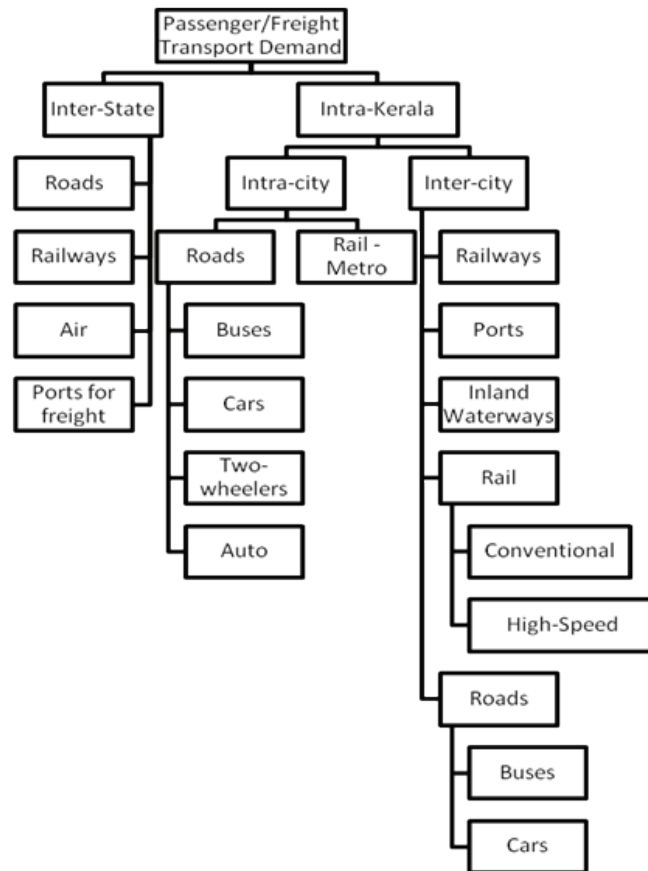 Passenger/Freight
Transport Demand
Inter-State
Intra-Kerala
Roads
Railways
Air
Ports for
freight
Intra-city
Inter-city
Roads
Rail -
Metro
Buses
Cars
Two-
wheelers
Auto
Railways
Ports
Inland
Waterways
Rail
Conventional
High-Speed
Roads
Buses
Cars